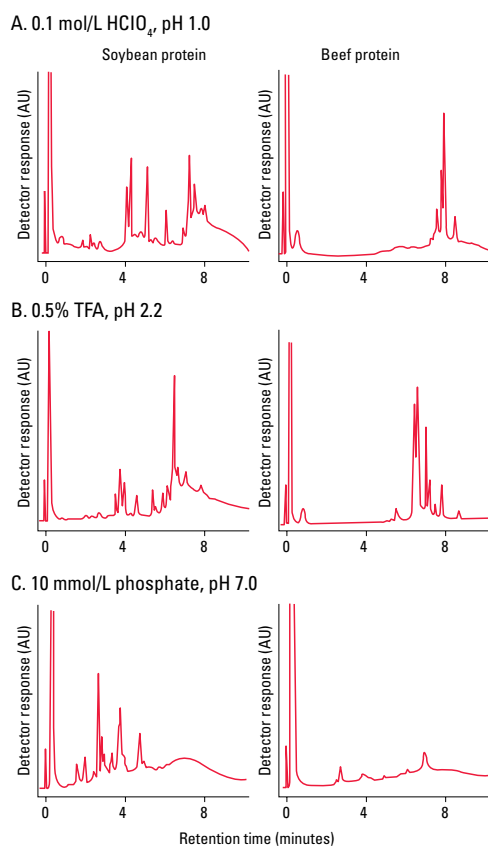 A. 0.1 mol/L HClO₄, pH 1.0
Soybean protein
Beef protein
Detector response (AU)
Detector response (AU)
0 4 8
0 4 8
B. 0.5% TFA, pH 2.2
Detector response (AU)
Detector response (AU)
0 4 8
0 4 8
C. 10 mmol/L phosphate, pH 7.0
Detector response (AU)
Detector response (AU)
0 4 8
0 4 8
Retention time (minutes)